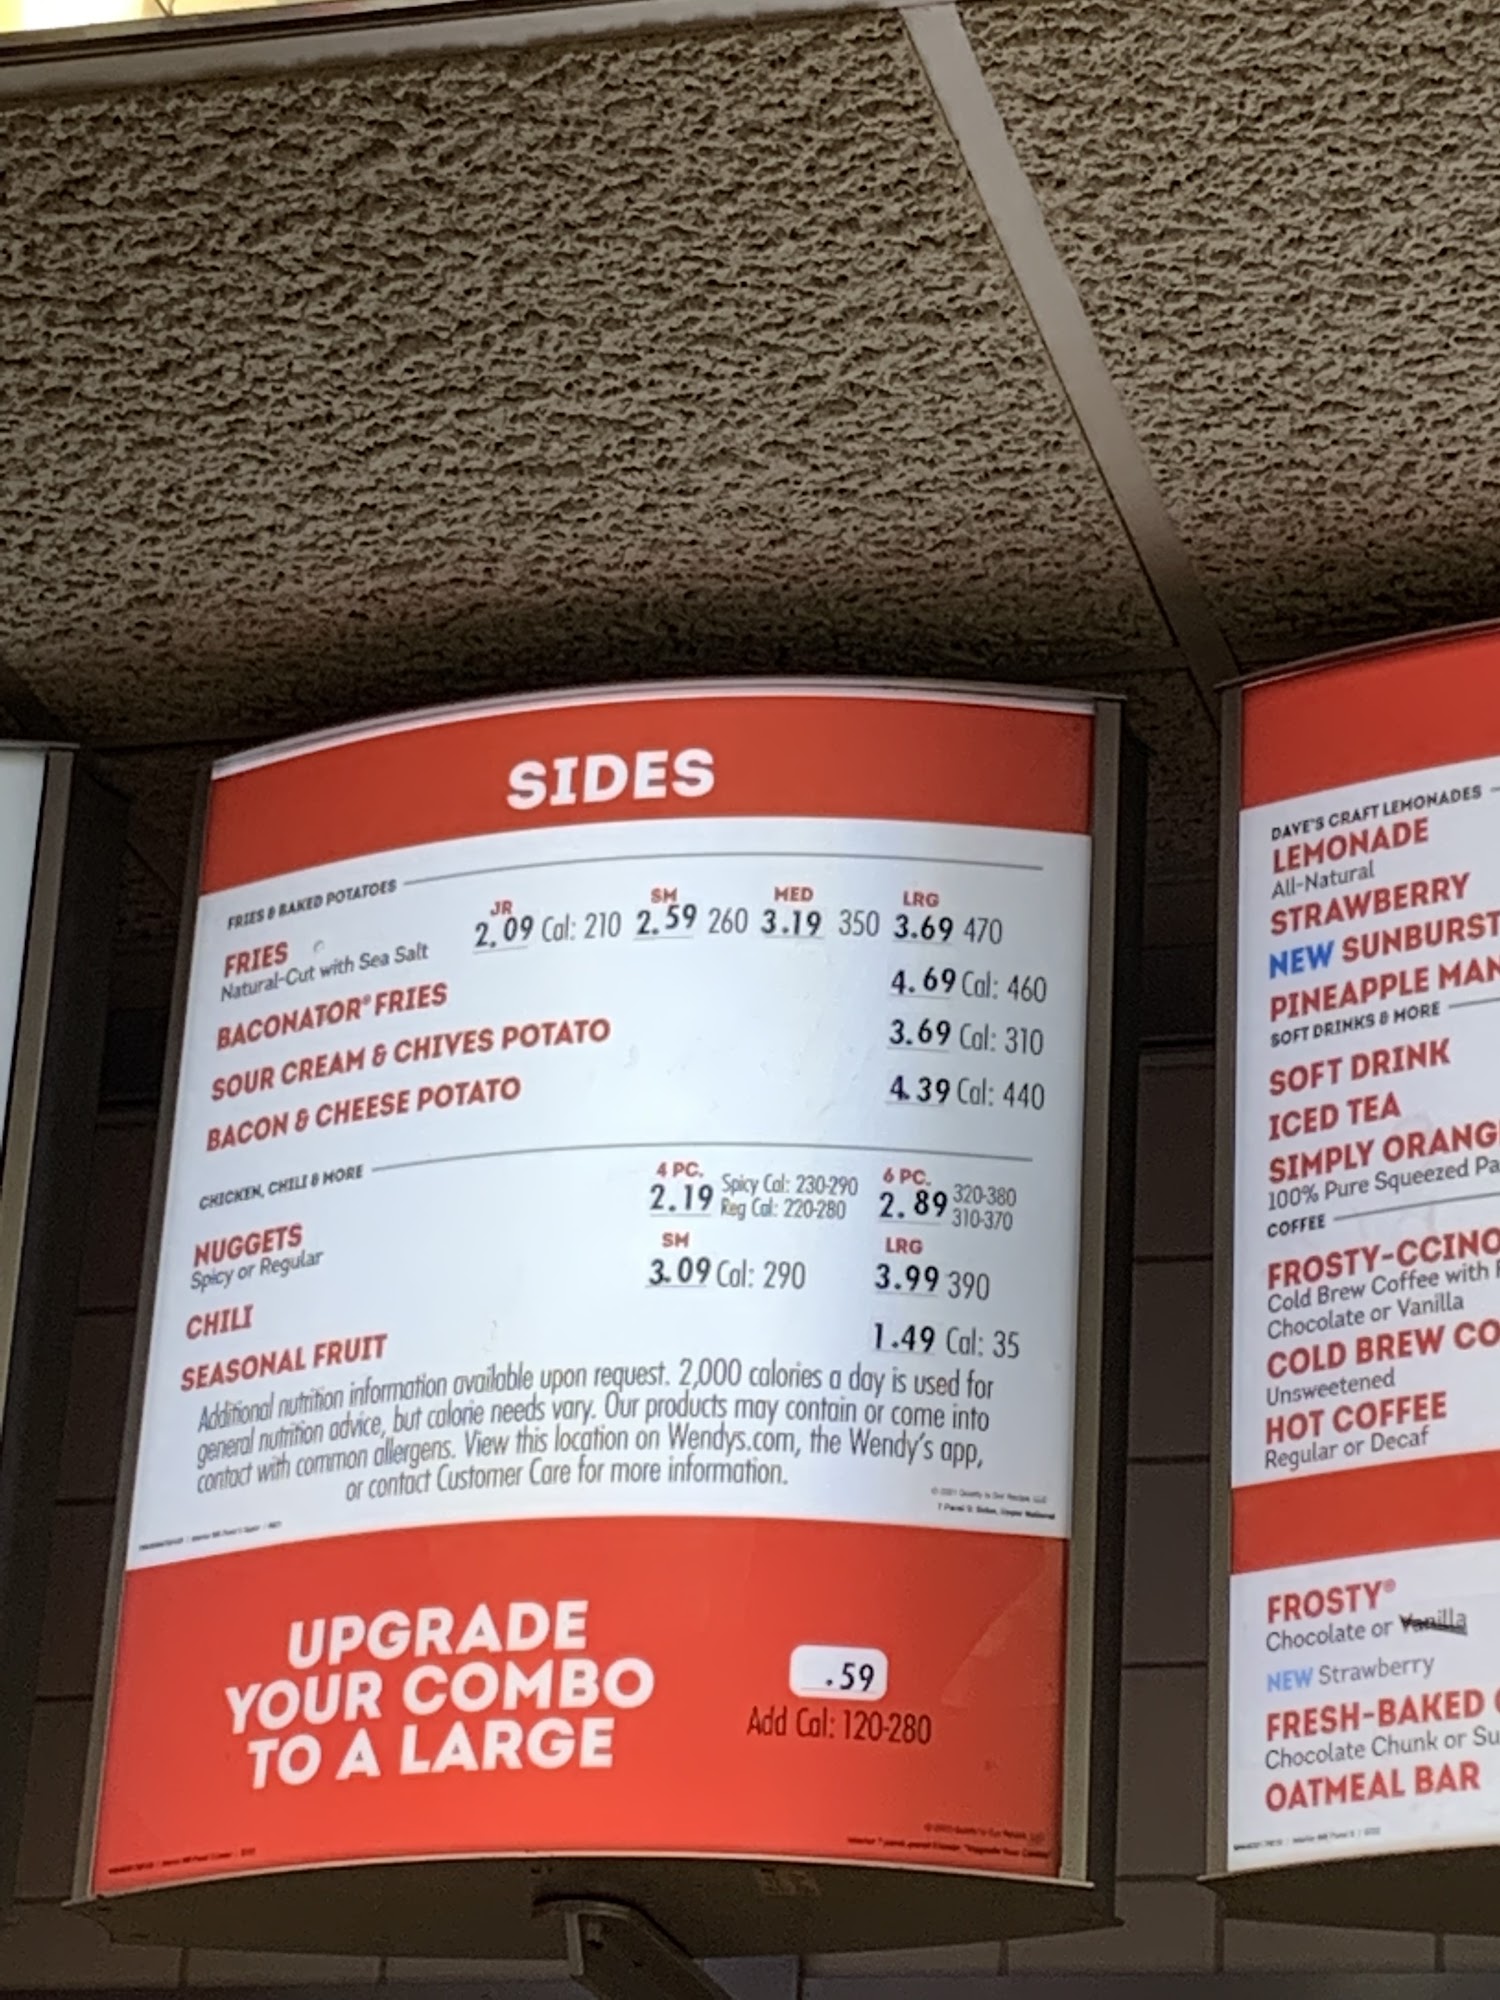 SIDES
FRIES & BAKED POTATOES
JR SM MED LRG
FRIES 2.09 Cal: 210 2.59 260 3.19 350 3.69 470
Natural-Cut with Sea Salt
BACONATOR® FRIES 4.69 Cal: 460
SOUR CREAM & CHIVES POTATO 3.69 Cal: 310
BACON & CHEESE POTATO 4.39 Cal: 440
CHICKEN, CHILI & MORE
4 PC. 6 PC.
NUGGETS 2.19 Spicy Cal: 230-290 2.89 320-380
Spicy or Regular Reg Cal: 220-280 310-370
SM LRG
CHILI 3.09 Cal: 290 3.99 390
SEASONAL FRUIT 1.49 Cal: 35
Additional nutrition information available upon request. 2,000 calories a day is used for
general nutrition advice, but calorie needs vary. Our products may contain or come into
contact with common allergens. View this location on Wendys.com, the Wendy's app,
or contact Customer Care for more information.
UPGRADE
YOUR COMBO
TO A LARGE
.59
Add Cal: 120-280
DAVE'S CRAFT LEMONADES
LEMONADE
All-Natural
STRAWBERRY
NEW SUNBURST
PINEAPPLE MAN
SOFT DRINKS & MORE
SOFT DRINK
ICED TEA
SIMPLY ORANG
100% Pure Squeezed Pa
COFFEE
FROSTY-CCINO
Cold Brew Coffee with
Chocolate or Vanilla
COLD BREW CO
Unsweetened
HOT COFFEE
Regular or Decaf
FROSTY®
Chocolate or Vanilla
NEW Strawberry
FRESH-BAKED
Chocolate Chunk or Su
OATMEAL BAR